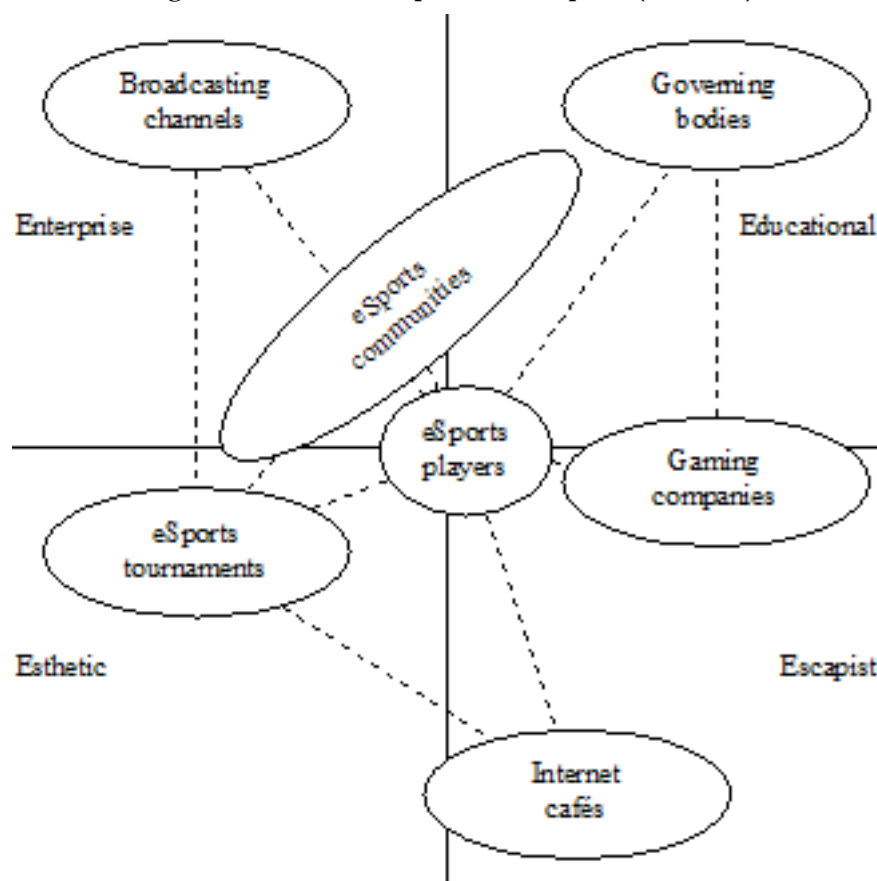 Broadcasting
channels
Governing
bodies
Enterprise
Educational
eSports
communities
eSports
players
Gaming
companies
eSports
tournaments
Esthetic
Escapist
Internet
cafés